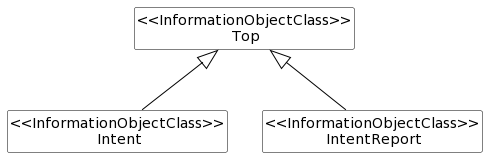 <<InformationObjectClass>>
Top
<<InformationObjectClass>>
Intent
<<InformationObjectClass>>
IntentReport